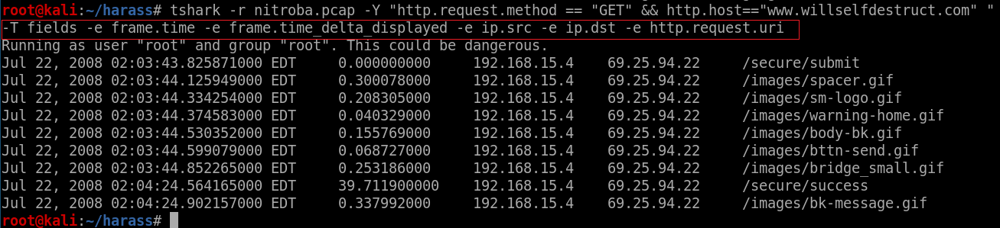 root@kali:~/harass# tshark -r nitroba.pcap -Y "http.request.method == "GET" && http.host=="www.willselfdestruct.com" "
-T fields -e frame.time -e frame.time_delta_displayed -e ip.src -e ip.dst -e http.request.uri
Running as user "root" and group "root". This could be dangerous.
Jul 22, 2008 02:03:43.825871000 EDT     0.000000000     192.168.15.4    69.25.94.22     /secure/submit
Jul 22, 2008 02:03:44.125949000 EDT     0.300078000     192.168.15.4    69.25.94.22     /images/spacer.gif
Jul 22, 2008 02:03:44.334254000 EDT     0.208305000     192.168.15.4    69.25.94.22     /images/sm-logo.gif
Jul 22, 2008 02:03:44.374583000 EDT     0.040329000     192.168.15.4    69.25.94.22     /images/warning-home.gif
Jul 22, 2008 02:03:44.530352000 EDT     0.155769000     192.168.15.4    69.25.94.22     /images/body-bk.gif
Jul 22, 2008 02:03:44.599079000 EDT     0.068727000     192.168.15.4    69.25.94.22     /images/bttn-send.gif
Jul 22, 2008 02:03:44.852265000 EDT     0.253186000     192.168.15.4    69.25.94.22     /images/bridge_small.gif
Jul 22, 2008 02:04:24.564165000 EDT     39.711900000    192.168.15.4    69.25.94.22     /secure/success
Jul 22, 2008 02:04:24.902157000 EDT     0.337992000     192.168.15.4    69.25.94.22     /images/bk-message.gif
root@kali:~/harass#